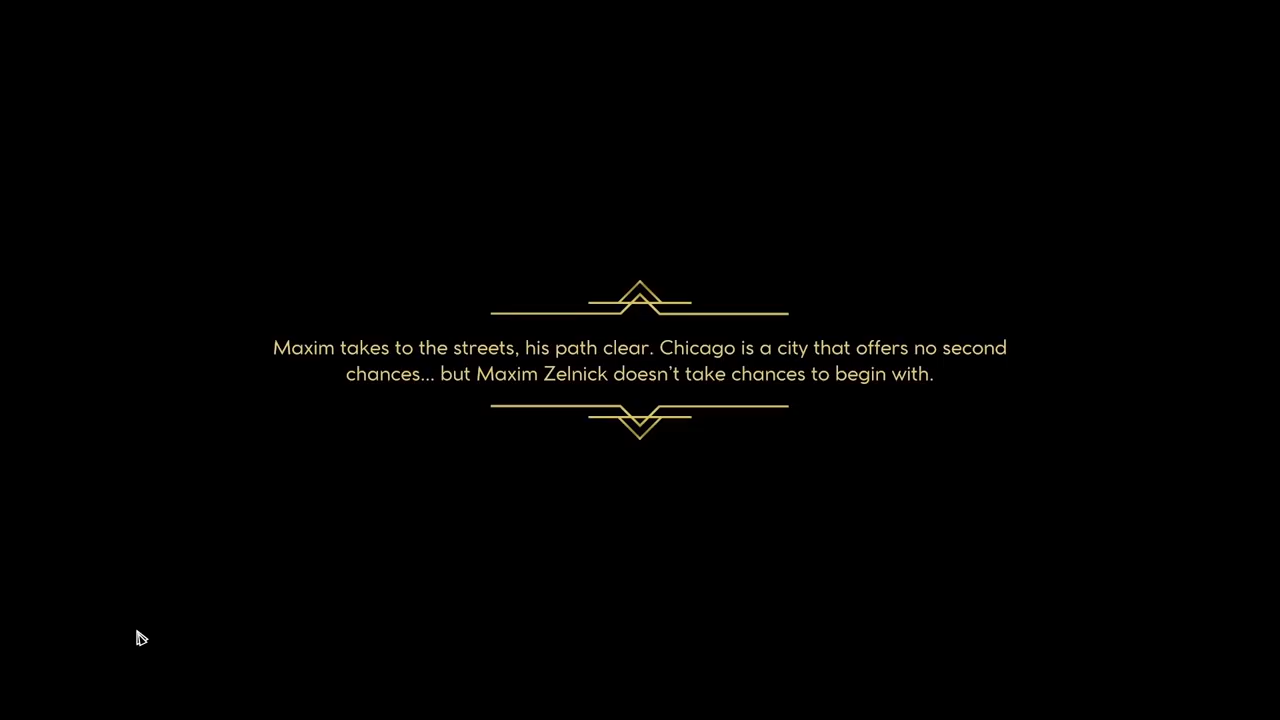 Maxim takes to the streets, his path clear. Chicago is a city that offers no second
chances... but Maxim Zelnick doesn't take chances to begin with.